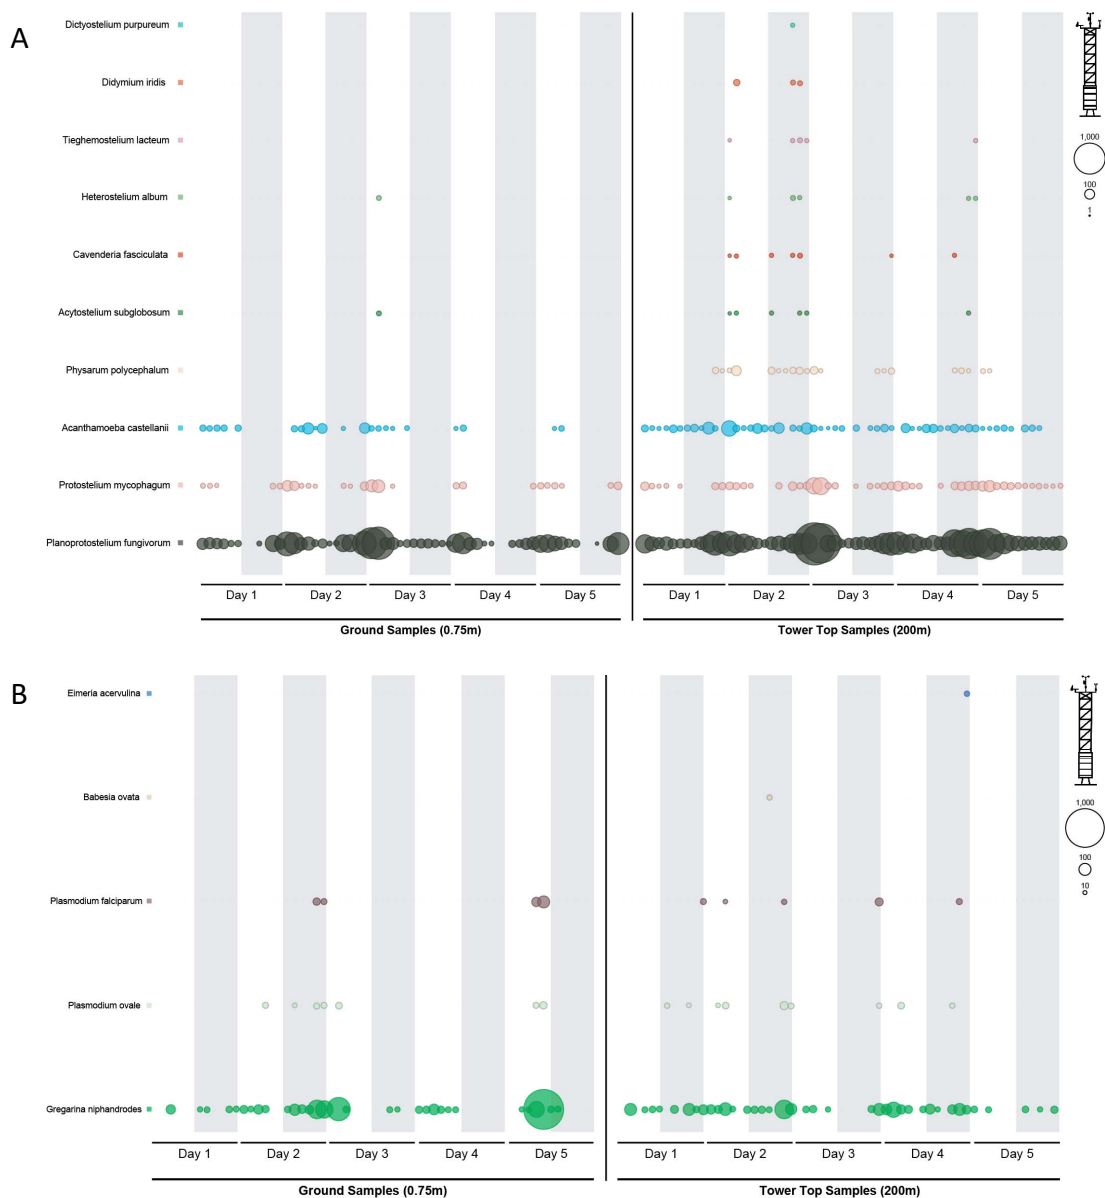 A
Dictyostelium purpureum
Didymium iridis
Tieghemostelium lacteum
Heterostelium album
Cavenderia fasciculata
Acytostelium subglobosum
Physarum polycephalum
Acanthamoeba castellanii
Protostelium mycophagum
Planoprotostelium fungivorum
1,000
100
1
Day 1 Day 2 Day 3 Day 4 Day 5 Day 1 Day 2 Day 3 Day 4 Day 5
Ground Samples (0.75m) Tower Top Samples (200m)
B
Eimeria acervulina
Babesia ovata
Plasmodium falciparum
Plasmodium ovale
Gregarina niphandrodes
1,000
100
10
Day 1 Day 2 Day 3 Day 4 Day 5 Day 1 Day 2 Day 3 Day 4 Day 5
Ground Samples (0.75m) Tower Top Samples (200m)